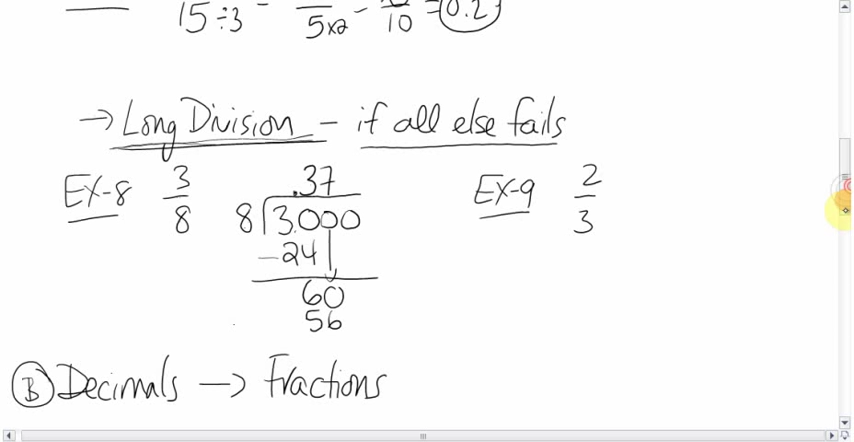 15 ÷ 3 = 5x2 = 10 = 0.2
→ Long Division - if all else fails
EX-8 3/8 .37 EX-9 2/3
8 3.000
- 24
60
56
B Decimals → Fractions